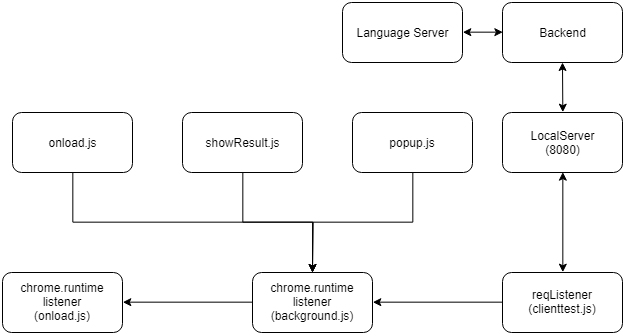 Language Server
Backend
onload.js
showResult.js
popup.js
LocalServer
(8080)
chrome.runtime
listener
(onload.js)
chrome.runtime
listener
(background.js)
reqListener
(clienttest.js)